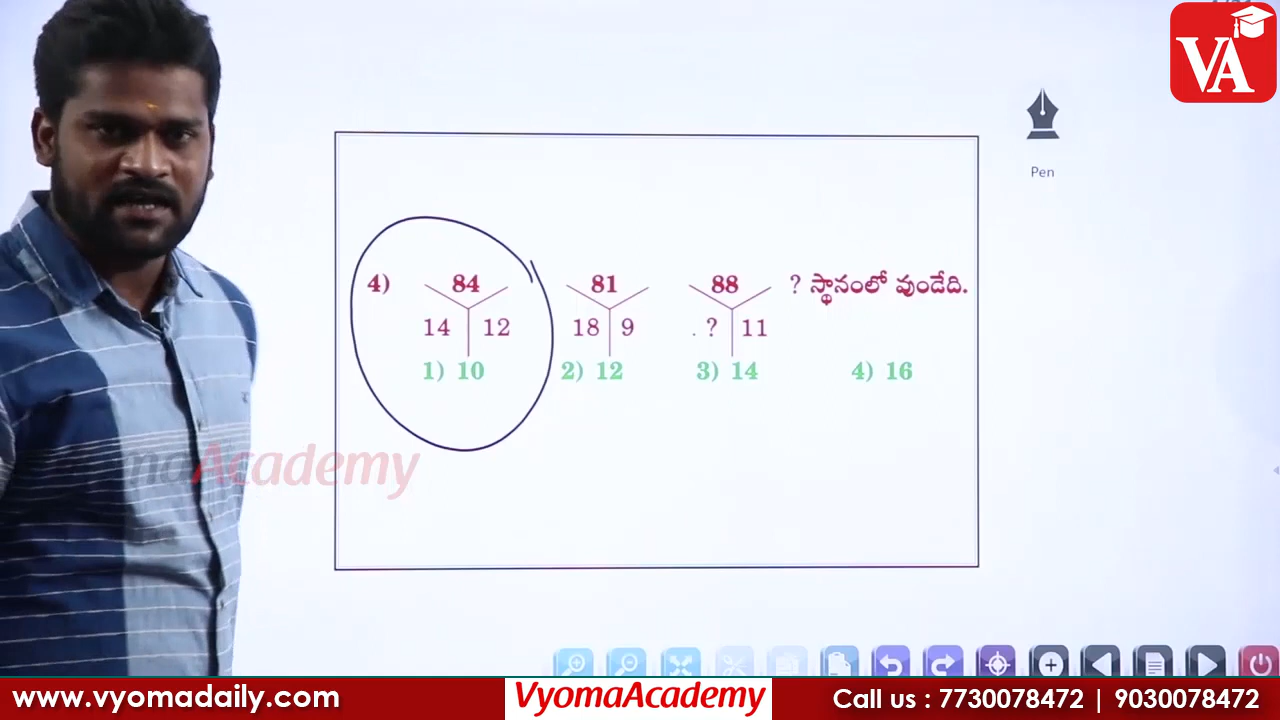 VA
Pen
4) 84 81 88 ? స్థానంలో వుండేది.
14 12 18 9 . ? 11
1) 10 2) 12 3) 14 4) 16
Academy
www.vyomadaily.com VyomaAcademy Call us : 7730078472 | 9030078472